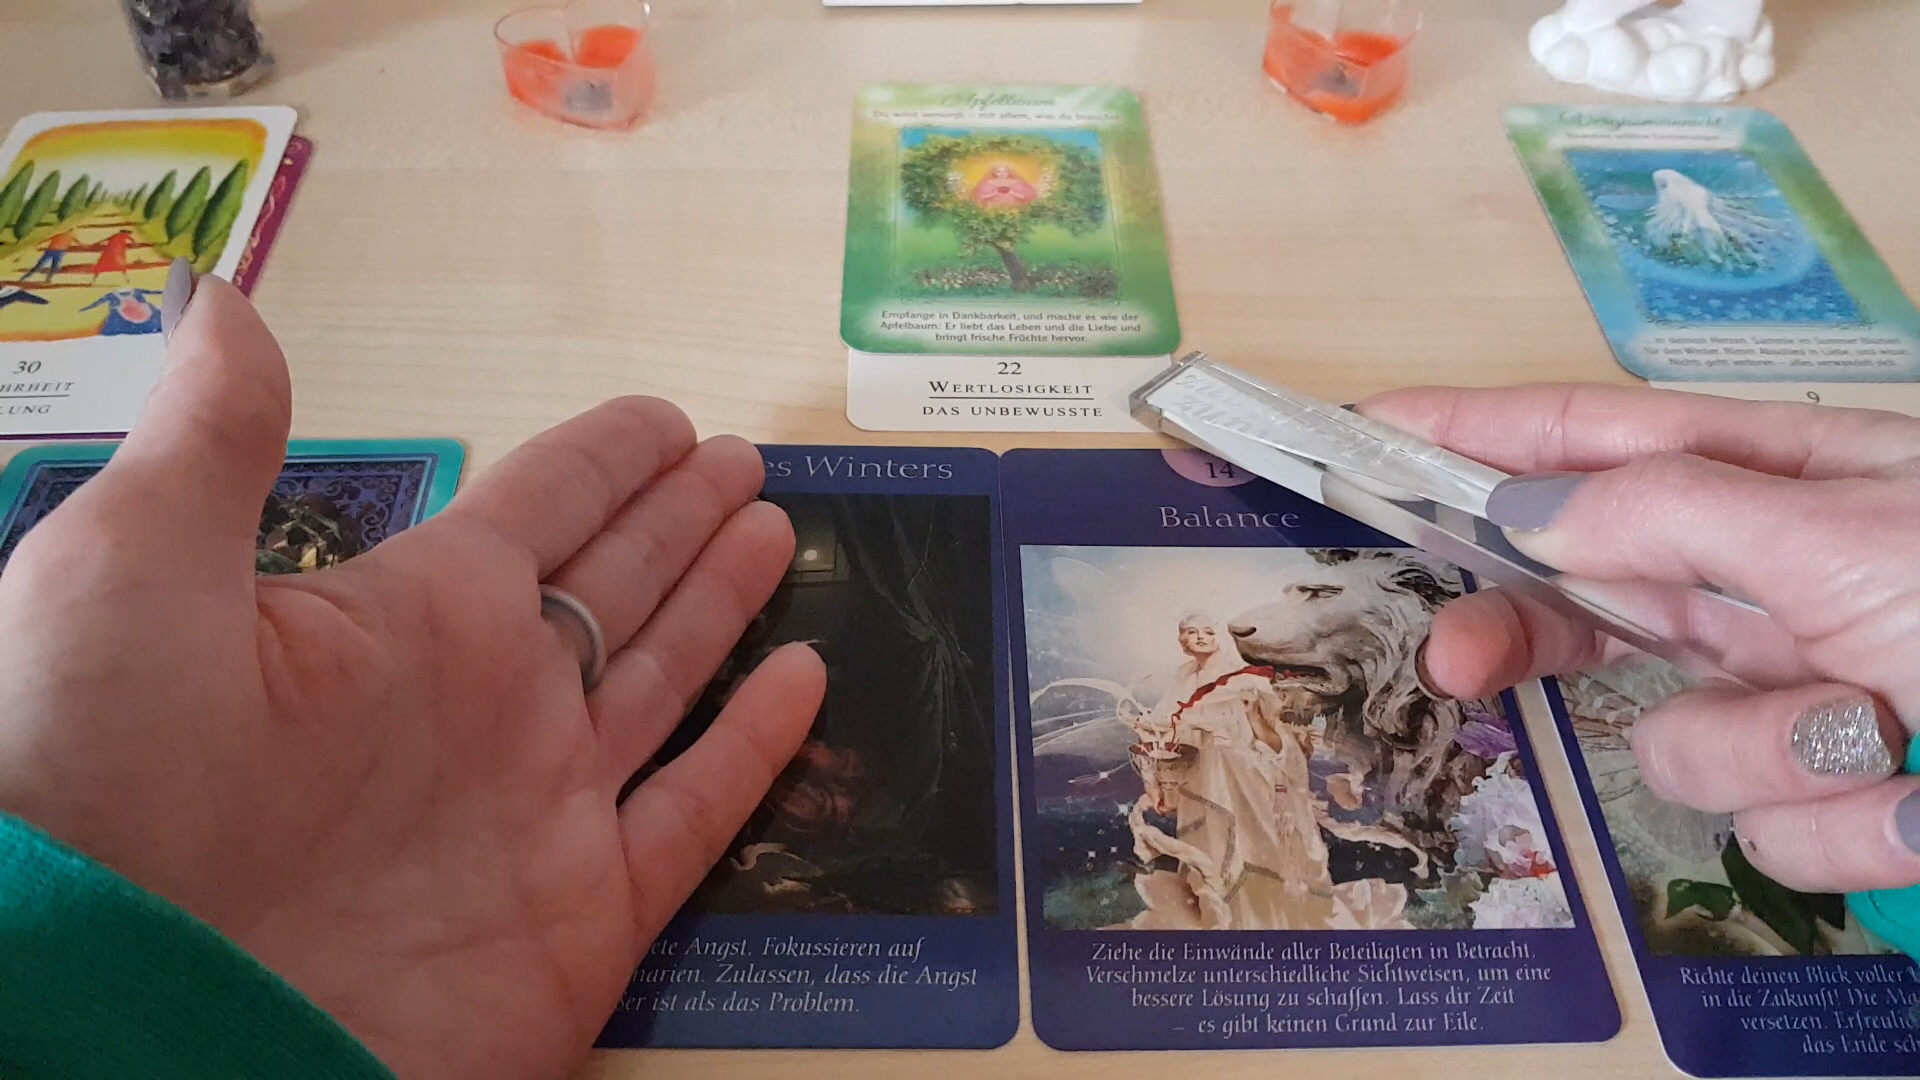 Apfelbaum
Du wirst versorgt – mit allem, was du brauchst.
Empfange in Dankbarkeit, und mache es wie der
Apfelbaum: Er liebt das Leben und die Liebe und
bringt frische Früchte hervor.
22
WERTLOSIGKEIT
DAS UNBEWUSSTE
Vergissmeinnicht
in deinem Herzen. Sammle im Sommer
für den Winter. Nimm Abschied in Liebe, und wisse:
Nichts geht verloren – alles verwandelt sich.
9
30
HRHEIT
LUNG
es Winters
ete Angst. Fokussieren auf
narien. Zulassen, dass die Angst
ßer ist als das Problem.
14
Balance
Ziehe die Einwände aller Beteiligten in Betracht.
Verschmelze unterschiedliche Sichtweisen, um eine
bessere Lösung zu schaffen. Lass dir Zeit
– es gibt keinen Grund zur Eile.
Richte deinen Blick voller
in die Zukunft! Die Ma
versetzen. Erfreulic
das Ende sch